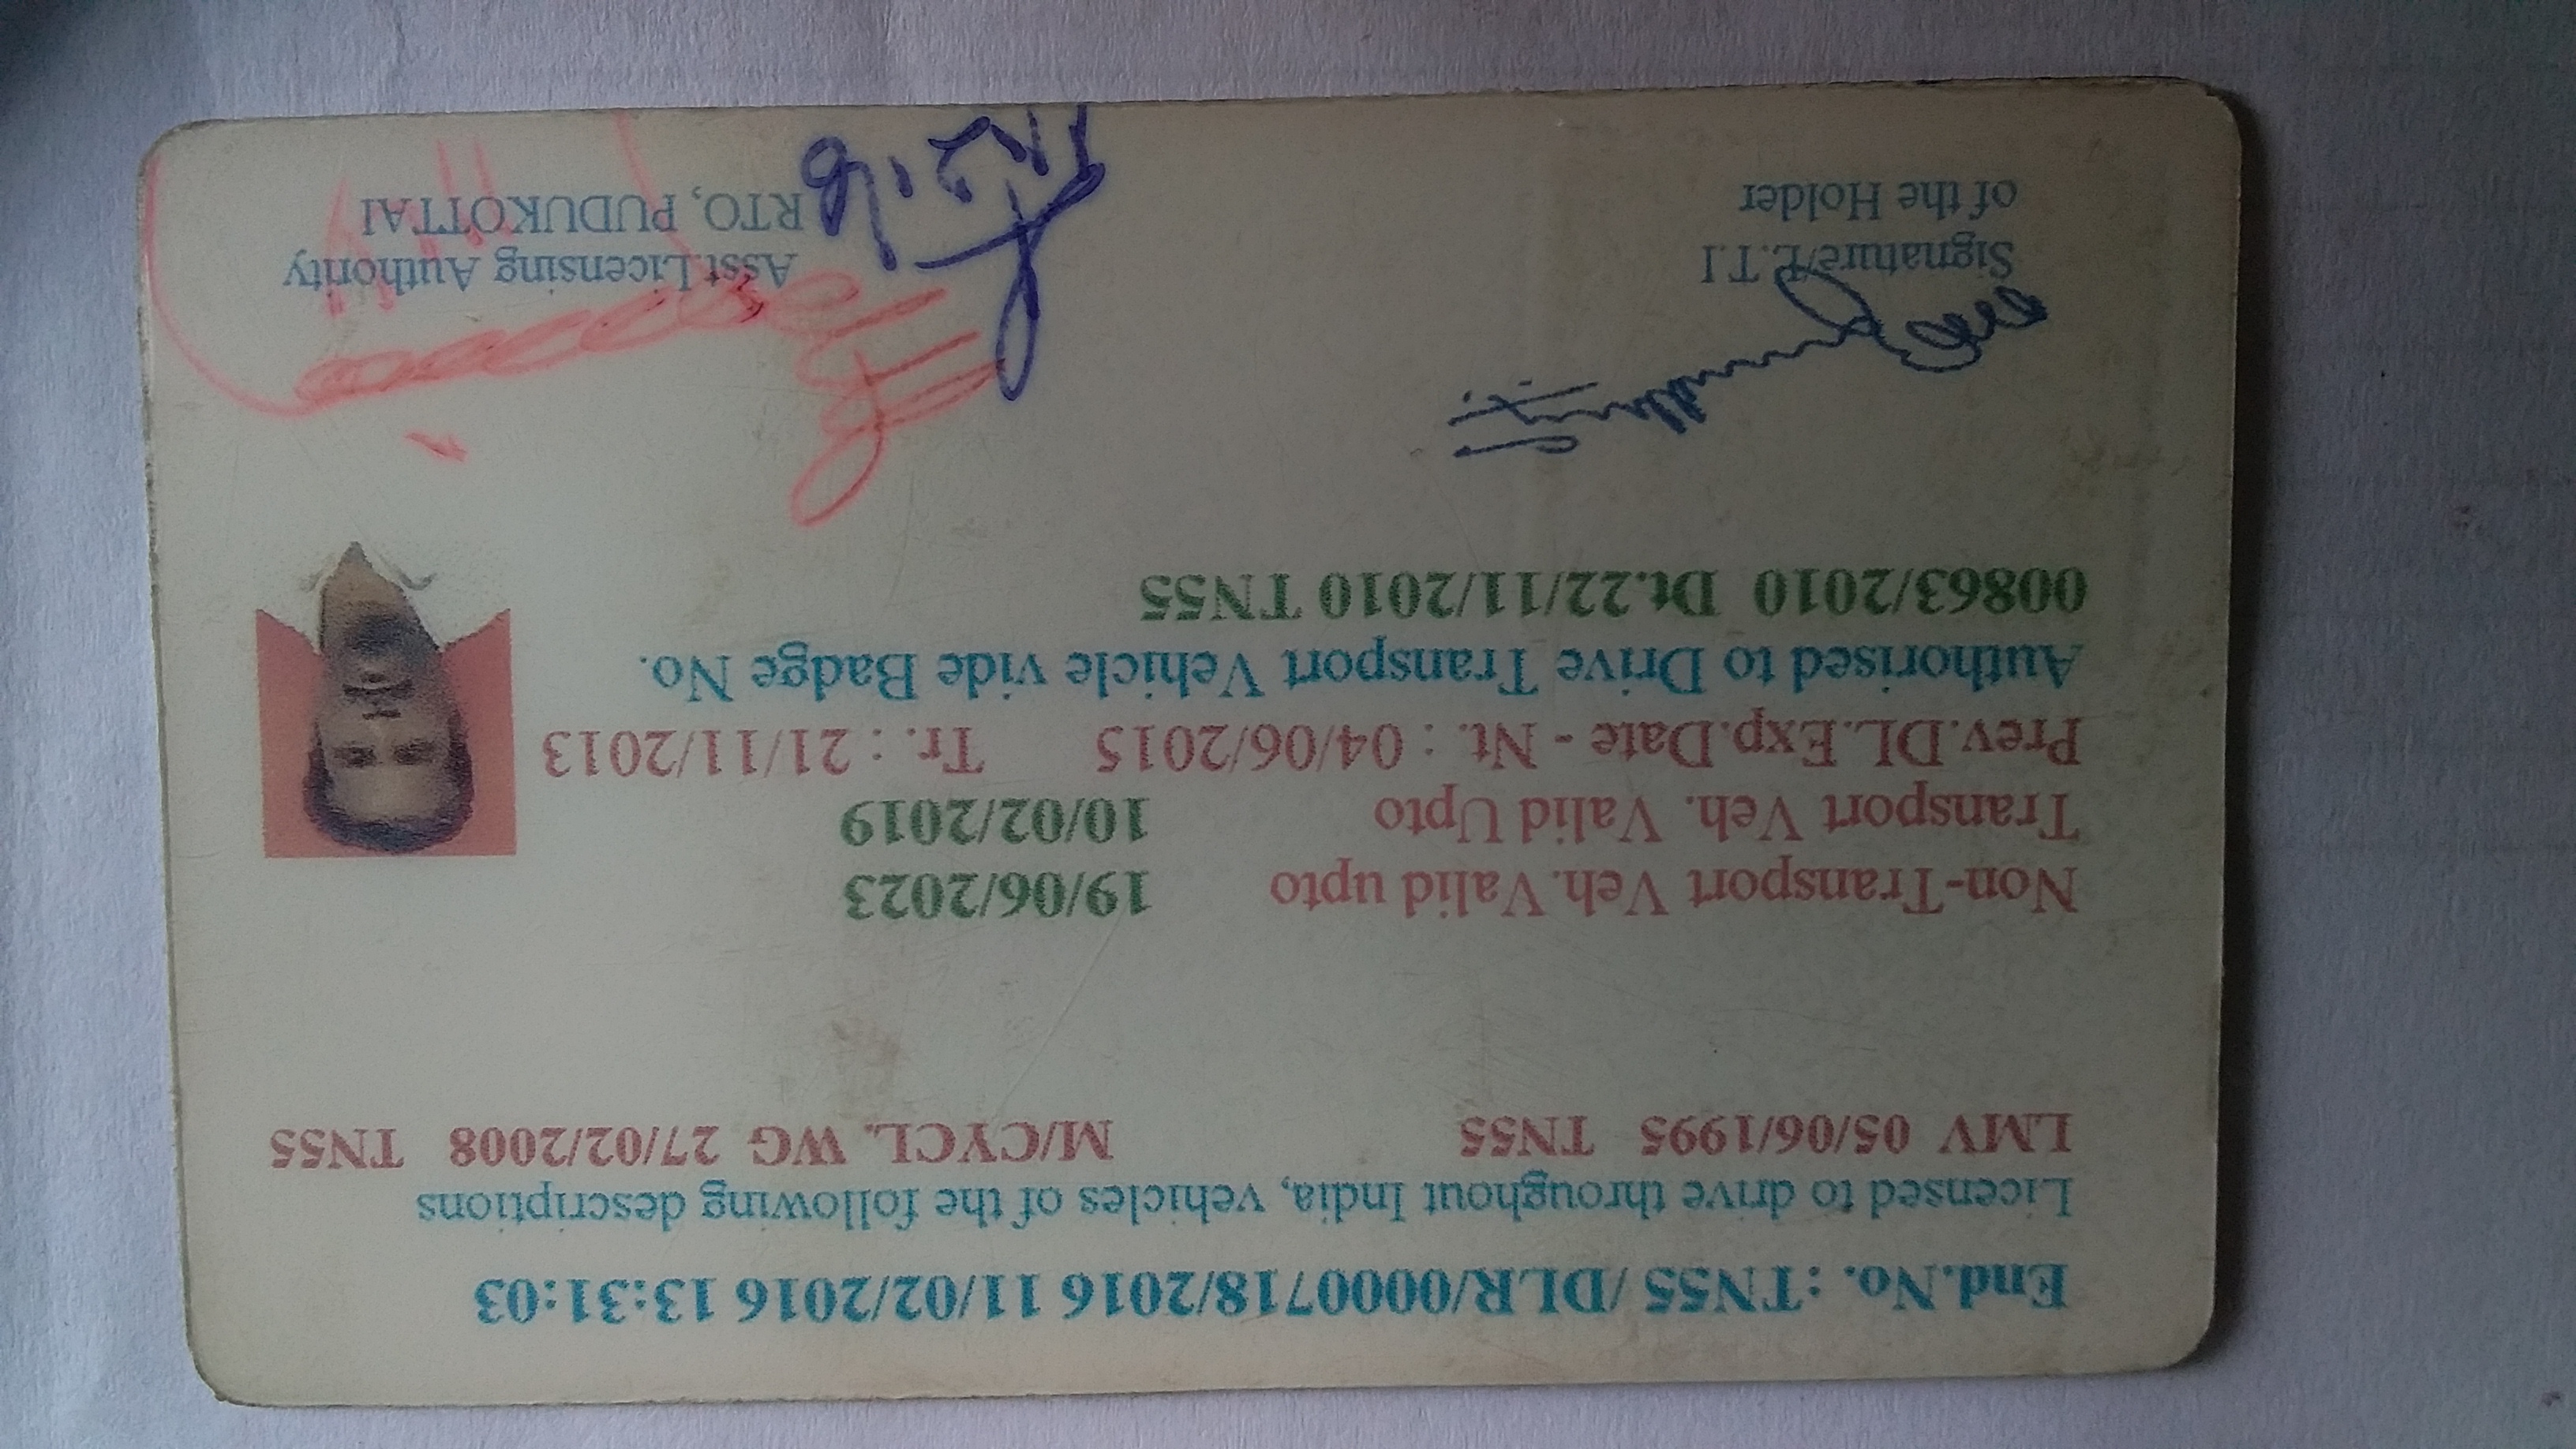 End.No. : TN55 /DLR/0000718/2016 11/02/2016 13:31:03
Licensed to drive throughout India, vehicles of the following descriptions
LMV 05/06/1995 TN55 M/CYCL. WG 27/02/2008 TN55
Non-Transport Veh.Valid upto 19/06/2023
Transport Veh. Valid Upto 10/02/2019
Prev.DL.Exp.Date - Nt. : 04/06/2015 Tr. : 21/11/2013
Authorised to Drive Transport Vehicle vide Badge No.
00863/2010 Dt.22/11/2010 TN55
Signature/L.T.I
of the Holder
Asst.Licensing Authority
RTO, PUDUKOTTAI